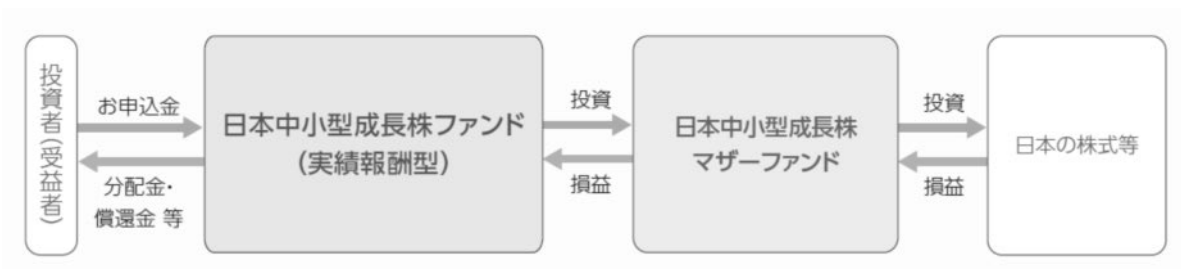 投資者(受益者)
お申込金
分配金・
償還金 等
日本中小型成長株ファンド
(実績報酬型)
投資
損益
日本中小型成長株
マザーファンド
投資
損益
日本の株式等